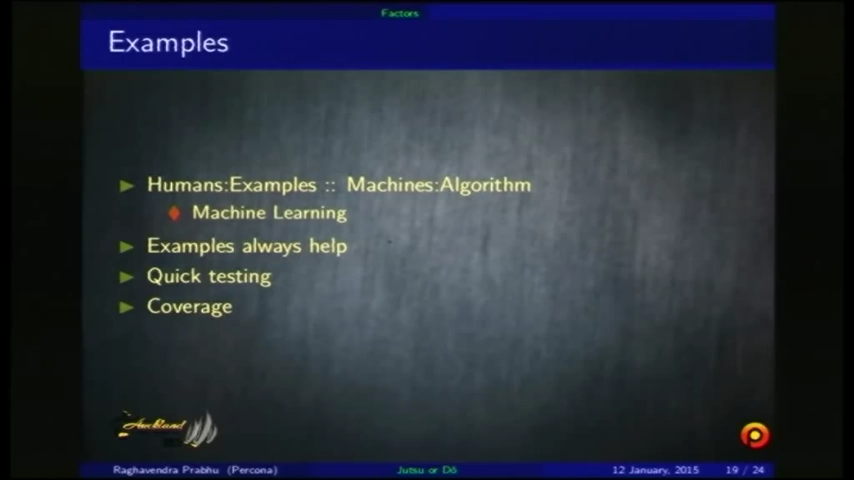 Factors
Examples
Humans:Examples :: Machines:Algorithm
Machine Learning
Examples always help
Quick testing
Coverage
Auckland
Raghavendra Prabhu (Percona)
Jutsu or Dō
12 January, 2015
19 / 24